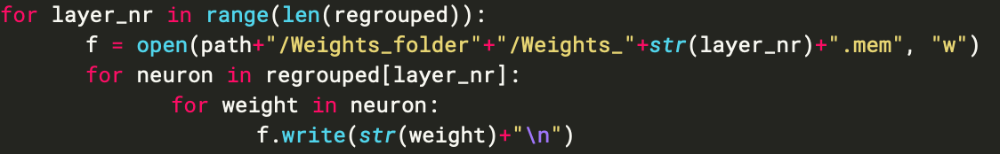 for layer_nr in range(len(regrouped)):
        f = open(path+"/Weights_folder"+"/Weights_"+str(layer_nr)+".mem", "w")
        for neuron in regrouped[layer_nr]:
                for weight in neuron:
                        f.write(str(weight)+"\n")